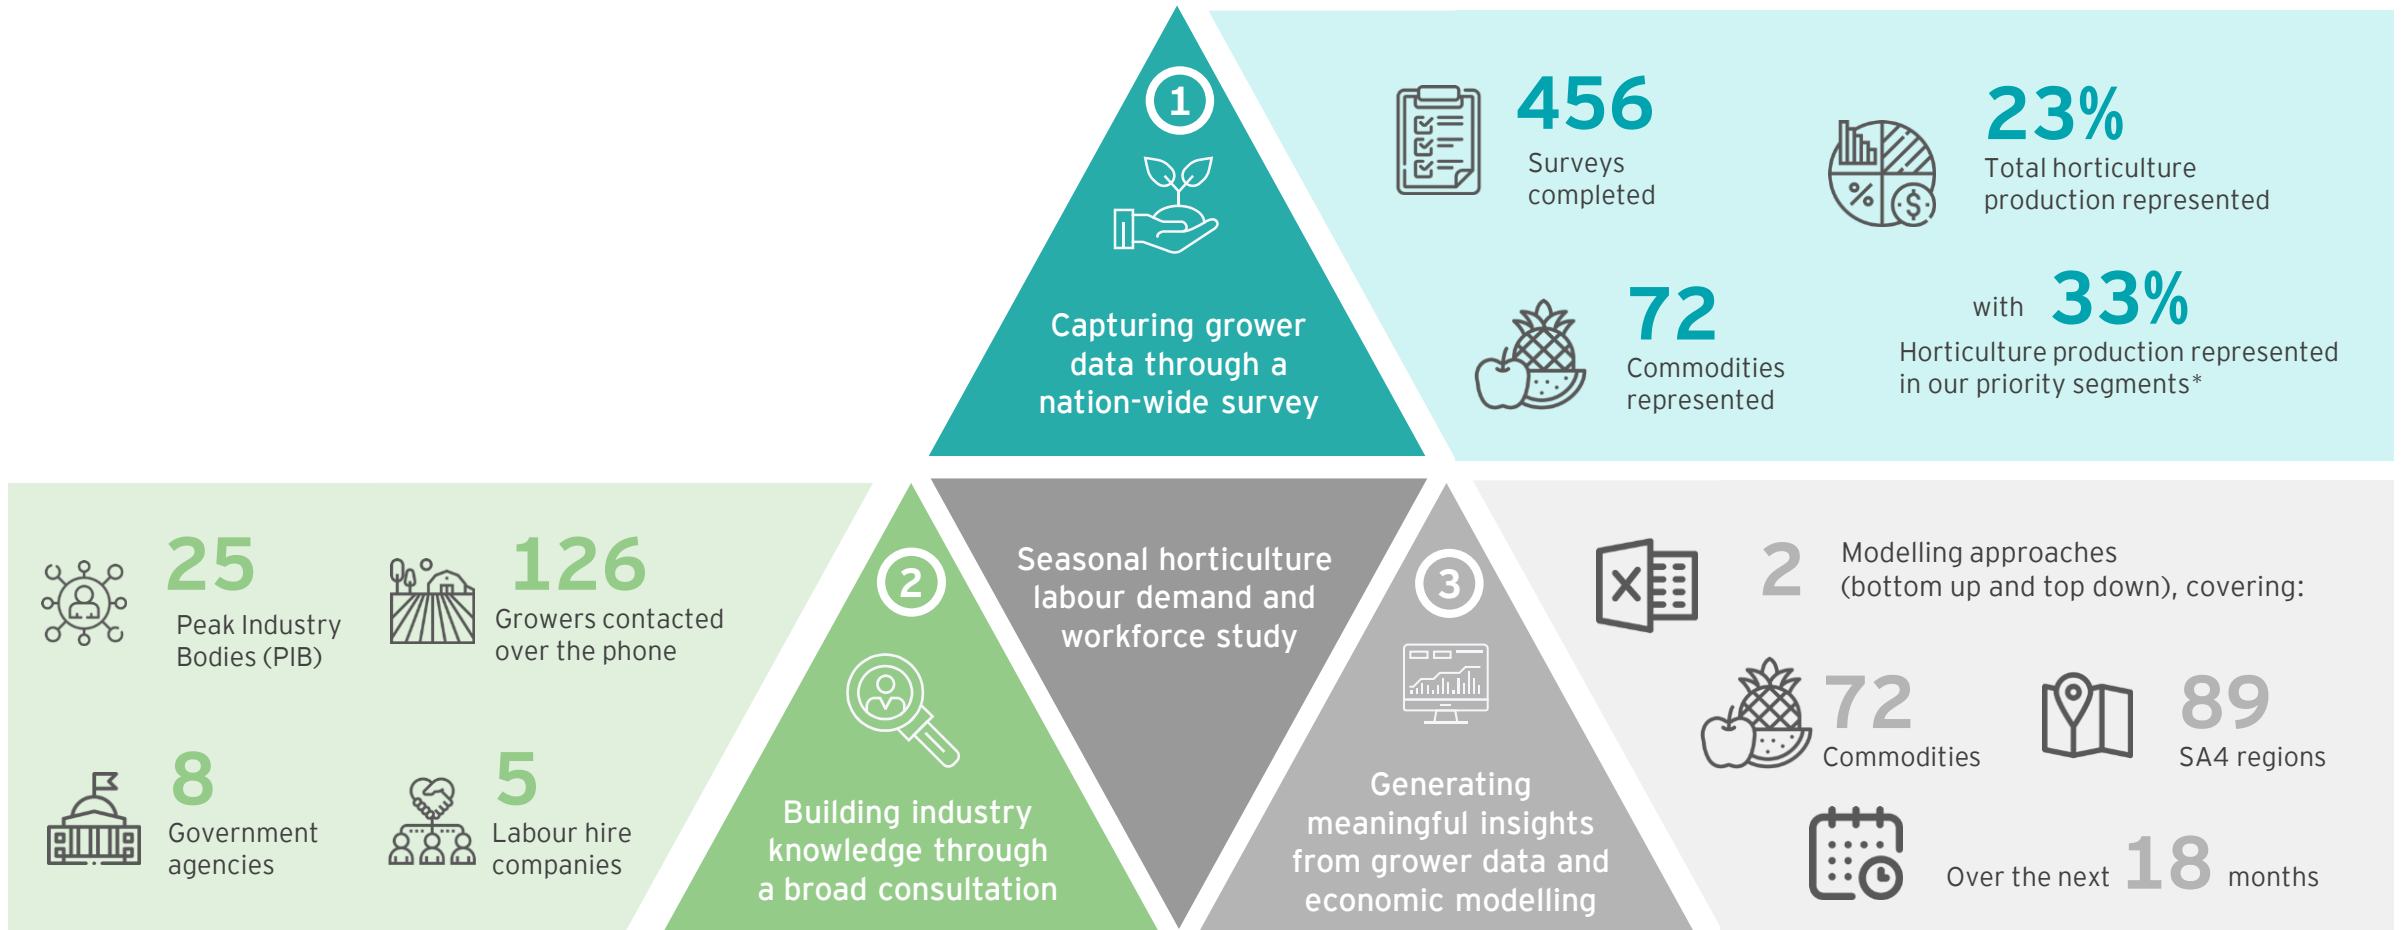 1
Capturing grower
data through a
nation-wide survey
456
Surveys
completed
23%
Total horticulture
production represented
72
Commodities
represented
with 33%
Horticulture production represented
in our priority segments*
25
Peak Industry
Bodies (PIB)
126
Growers contacted
over the phone
8
Government
agencies
5
Labour hire
companies
2
Building industry
knowledge through
a broad consultation
Seasonal horticulture
labour demand and
workforce study
3
Generating
meaningful insights
from grower data and
economic modelling
2 Modelling approaches
(bottom up and top down), covering:
72
Commodities
89
SA4 regions
Over the next 18 months